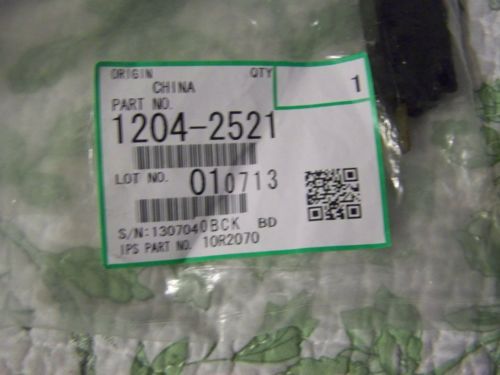 ORIGIN QTY
CHINA 1
PART NO.
1204-2521
LOT NO. 010713
S/N:1307040BCK BD
IPS PART NO. 10R2070